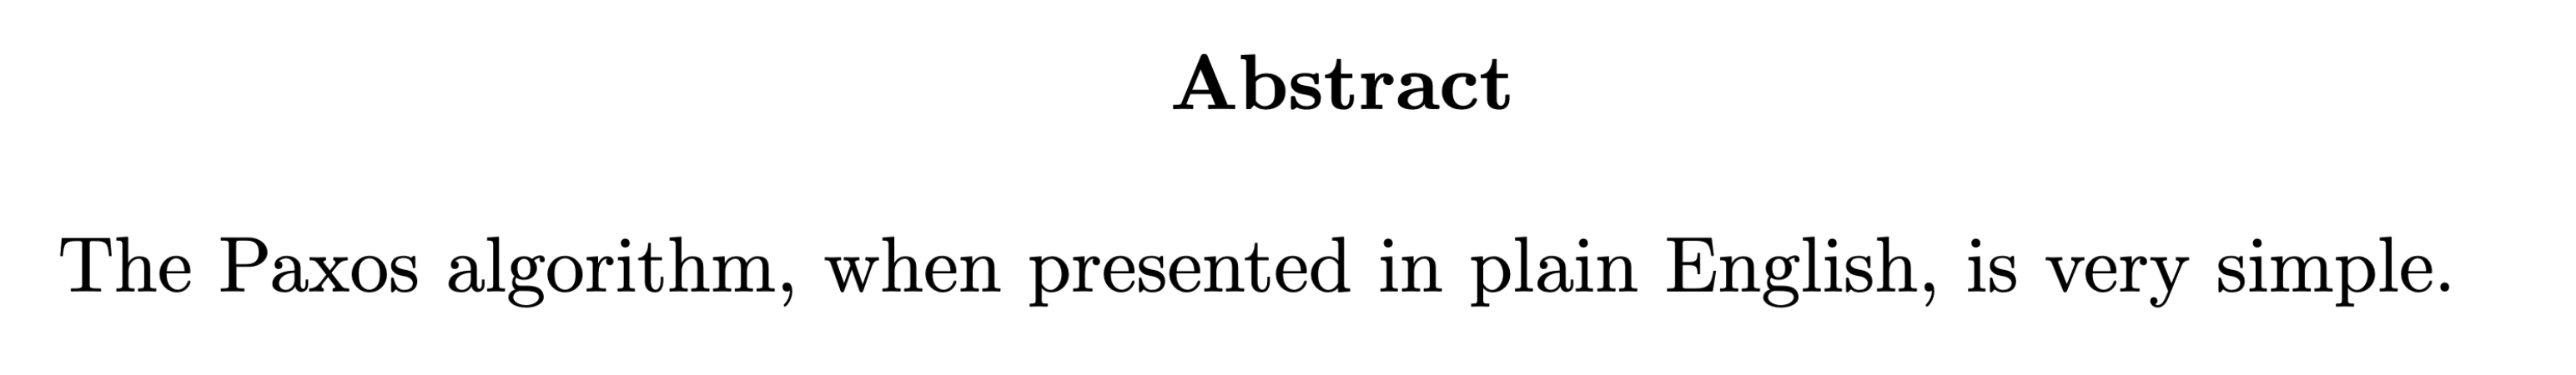 Abstract
The Paxos algorithm, when presented in plain English, is very simple.